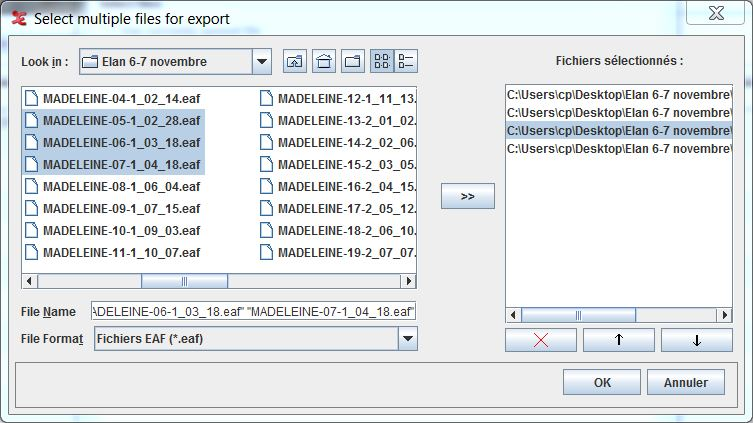 Select multiple files for export
Look in :
Elan 6-7 novembre
Fichiers sélectionnés :
MADELEINE-04-1_02_14.eaf
MADELEINE-05-1_02_28.eaf
MADELEINE-06-1_03_18.eaf
MADELEINE-07-1_04_18.eaf
MADELEINE-08-1_06_04.eaf
MADELEINE-09-1_07_15.eaf
MADELEINE-10-1_09_03.eaf
MADELEINE-11-1_10_07.eaf
MADELEINE-12-1_11_13.
MADELEINE-13-2_01_02.
MADELEINE-14-2_02_06.
MADELEINE-15-2_03_05.
MADELEINE-16-2_04_15.
MADELEINE-17-2_05_12.
MADELEINE-18-2_06_10.
MADELEINE-19-2_07_07.
>>
C:\Users\cp\Desktop\Elan 6-7 novembre\
C:\Users\cp\Desktop\Elan 6-7 novembre\
C:\Users\cp\Desktop\Elan 6-7 novembre\
C:\Users\cp\Desktop\Elan 6-7 novembre\
File Name
ADELEINE-06-1_03_18.eaf" "MADELEINE-07-1_04_18.eaf"
File Format
Fichiers EAF (*.eaf)
OK
Annuler